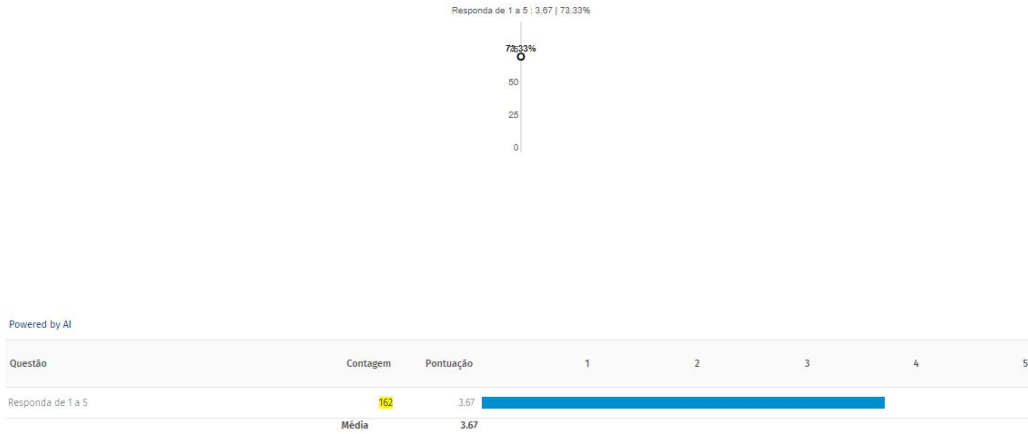 Responda de 1 a 5 : 3.67 | 73.33%
73.33%
50
25
0
Powered by AI
Questão Contagem Pontuação 1 2 3 4 5
Responda de 1 a 5 162 3.67
Média 3.67